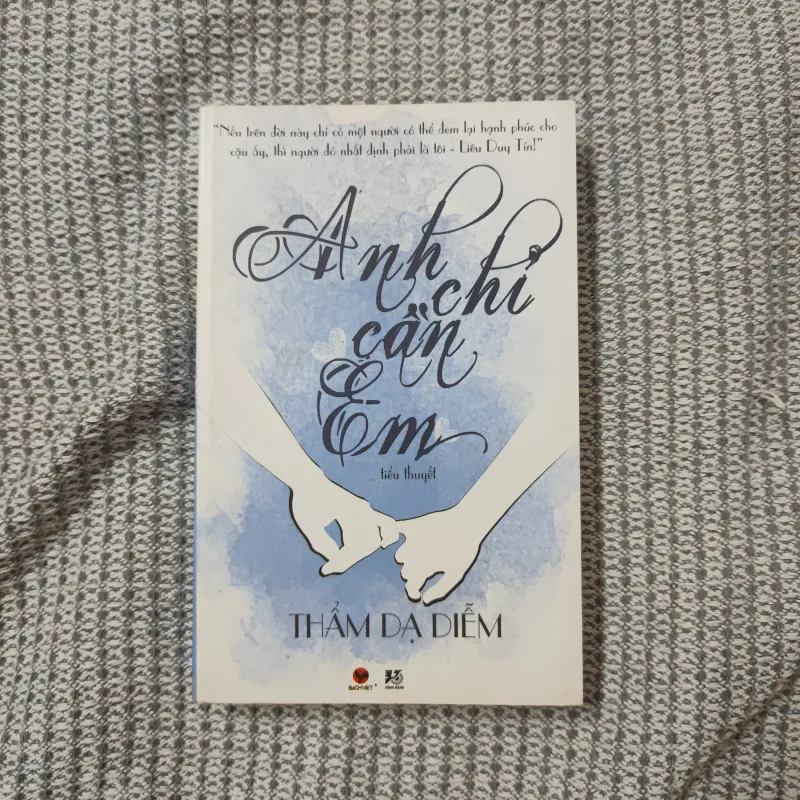 "Nếu trên đời này chỉ có một người có thể đem lại hạnh phúc cho
cậu ấy, thì người đó nhất định phải là tôi - Liêu Duy Tín!"
Anh
chỉ
cần
Em
tiểu thuyết
THẨM DẠ DIỄM
BACHVIET